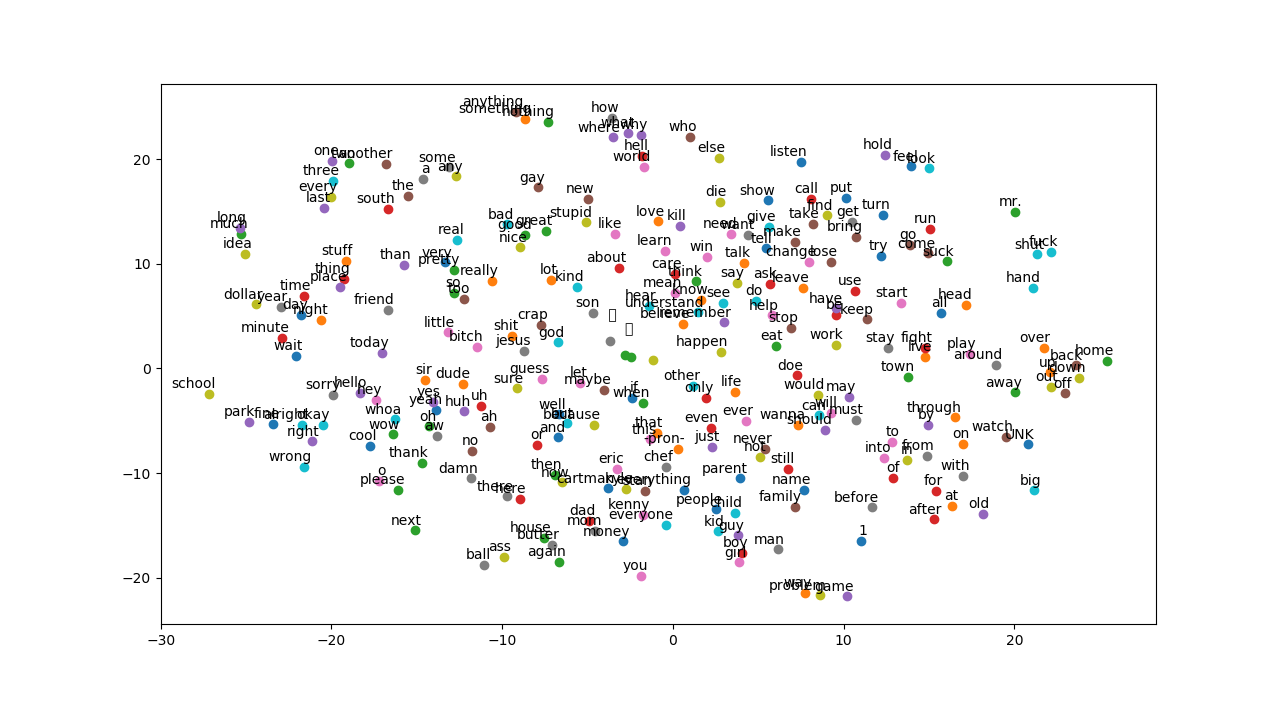 anything
something
nothing
how
what
why
where
who
hell
world
else
listen
hold
feel
look
one
two
another
three
some
a
any
every
last
the
south
gay
new
die
show
call
put
mr.
long
much
bad
good
great
stupid
like
love
kill
need
want
give
take
find
get
turn
run
idea
real
nice
tell
make
bring
go
come
shut
fuck
stuff
than
very
pretty
really
lot
kind
about
learn
win
talk
change
lose
try
suck
thing
place
time
so
too
care
think
mean
say
ask
leave
use
hand
dollar
year
day
night
friend
son
hear
understand
know
see
do
help
have
be
keep
start
all
head
minute
little
shit
crap
believe
remember
stop
wait
today
bitch
jesus
god
happen
eat
work
stay
fight
live
play
around
over
back
home
up
down
school
sorry
hello
hey
sir
dude
sure
guess
let
maybe
if
when
other
only
life
doe
would
town
away
out
off
park
fine
alright
okay
right
whoa
yes
yeah
huh
uh
well
but
because
can
will
may
must
through
by
cool
wow
oh
aw
ah
and
or
that
this
-pron-
even
ever
wanna
should
just
never
not
to
into
in
from
on
watch
UNK
wrong
thank
no
eric
chef
then
still
of
with
o
please
damn
now
cartman
kyle
stan
everything
parent
name
for
big
there
here
kenny
everyone
people
child
family
before
at
after
old
next
dad
mom
money
house
butter
kid
guy
1
ball
ass
again
boy
girl
man
you
way
problem
game
20
10
0
−10
−20
−30
−20
−10
0
10
20